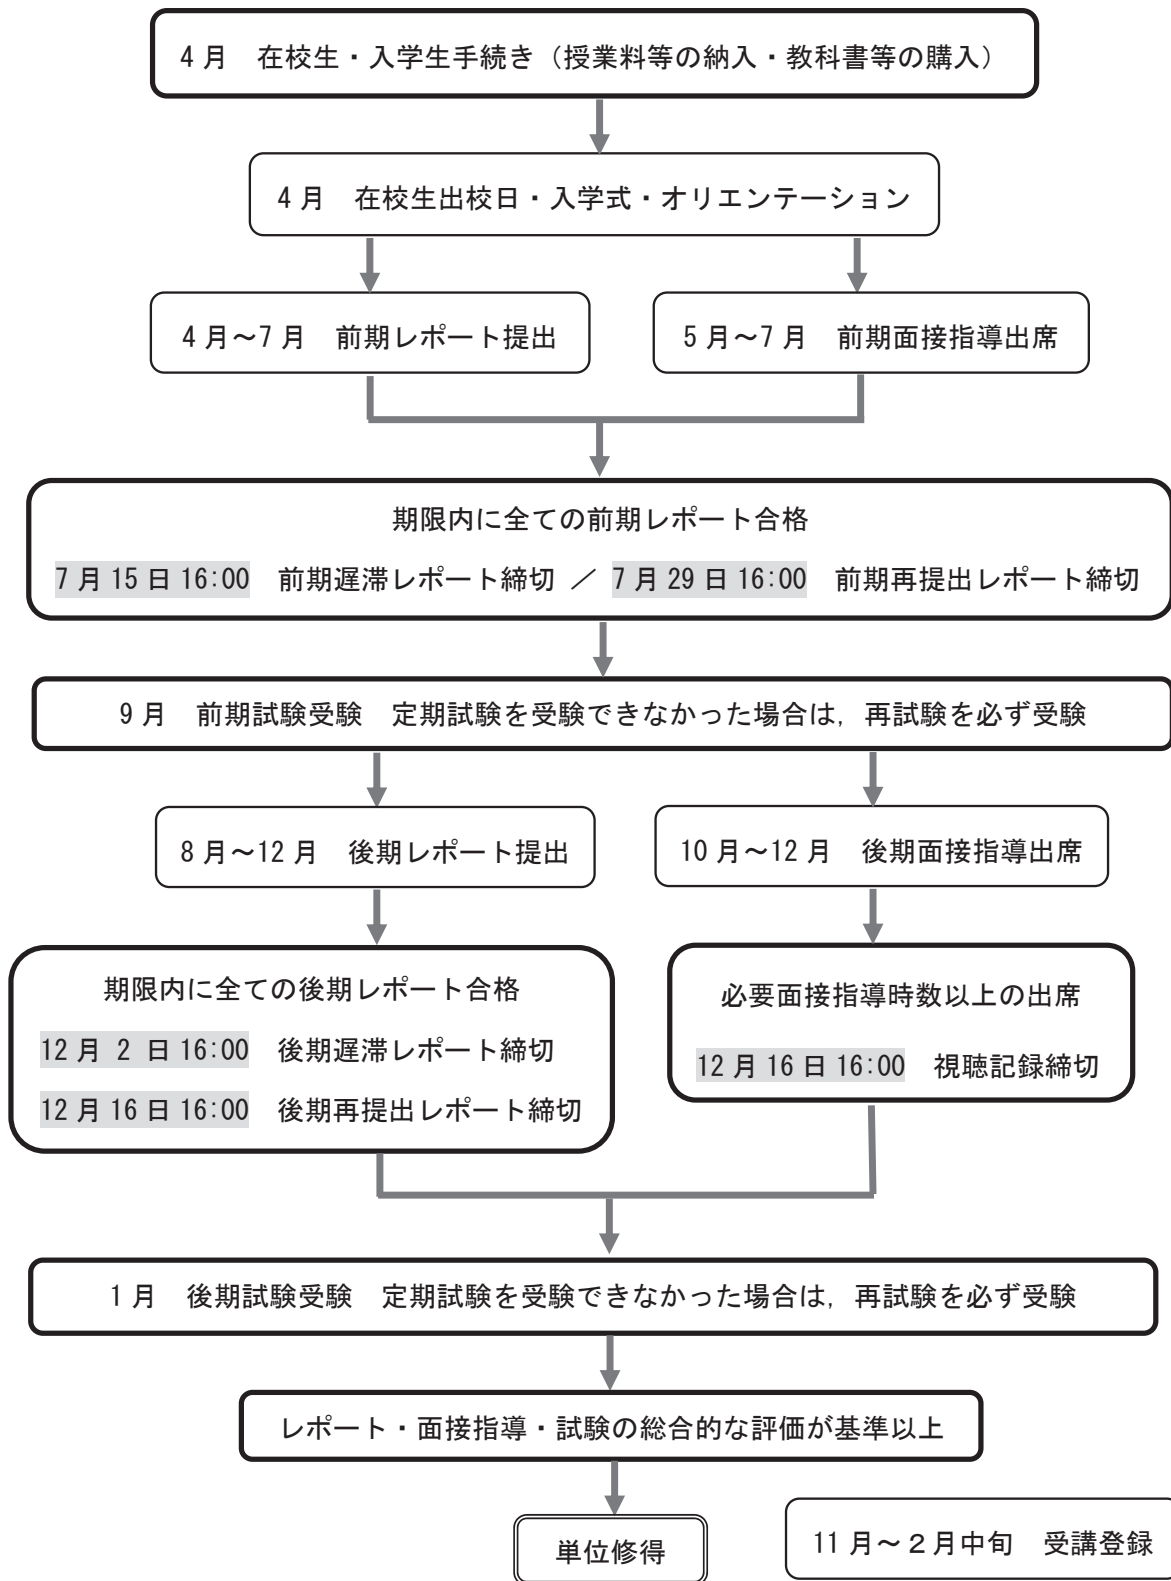 4月　在校生・入学生手続き（授業料等の納入・教科書等の購入）
4月　在校生出校日・入学式・オリエンテーション
4月～7月　前期レポート提出
5月～7月　前期面接指導出席
期限内に全ての前期レポート合格
7月15日16:00　前期遅滞レポート締切 ／ 7月29日16:00　前期再提出レポート締切
9月　前期試験受験　定期試験を受験できなかった場合は，再試験を必ず受験
8月～12月　後期レポート提出
10月～12月　後期面接指導出席
期限内に全ての後期レポート合格
12月 2 日16:00　後期遅滞レポート締切
12月16日16:00　後期再提出レポート締切
必要面接指導時数以上の出席
12月16日16:00　視聴記録締切
1月　後期試験受験　定期試験を受験できなかった場合は，再試験を必ず受験
レポート・面接指導・試験の総合的な評価が基準以上
単位修得
11月～２月中旬　受講登録